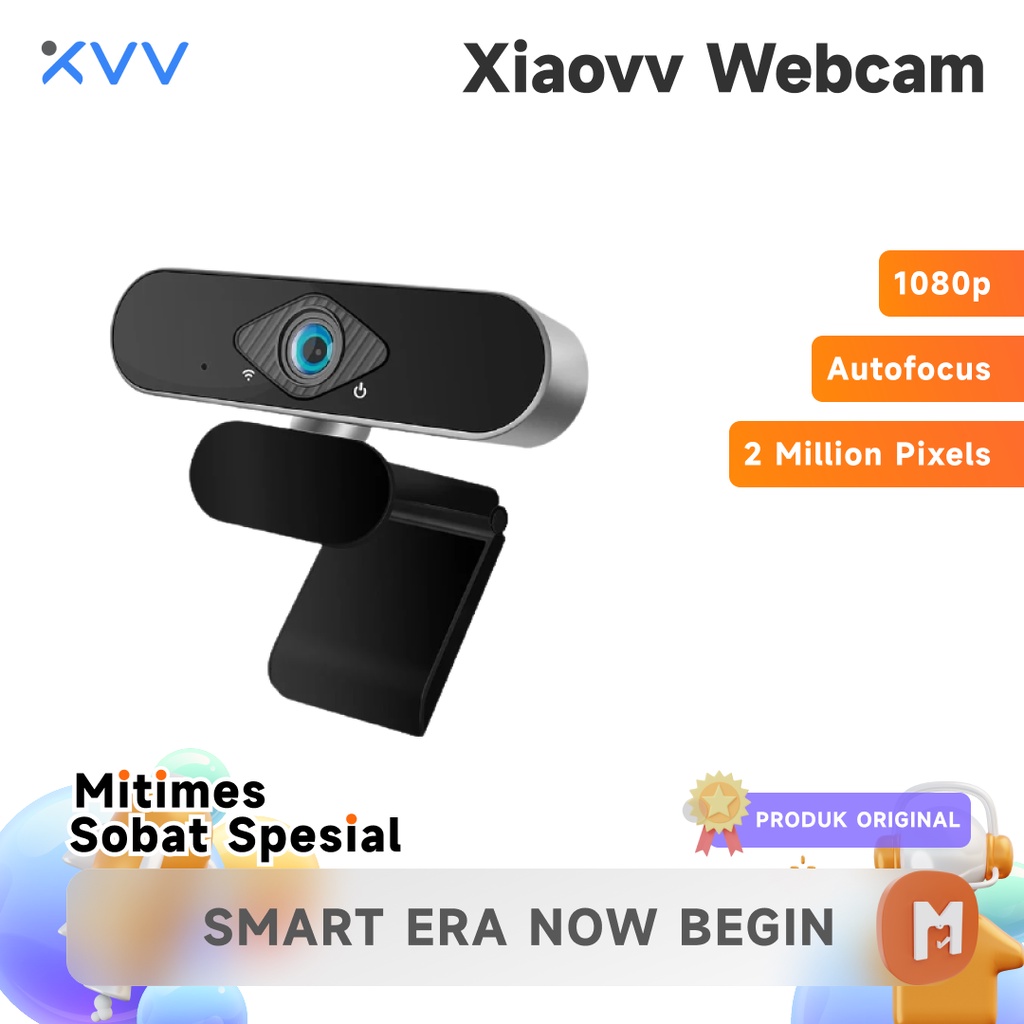 XVV
Xiaovv Webcam
1080p
Autofocus
2 Million Pixels
Mitimes
Sobat Spesial
PRODUK ORIGINAL
SMART ERA NOW BEGIN
M